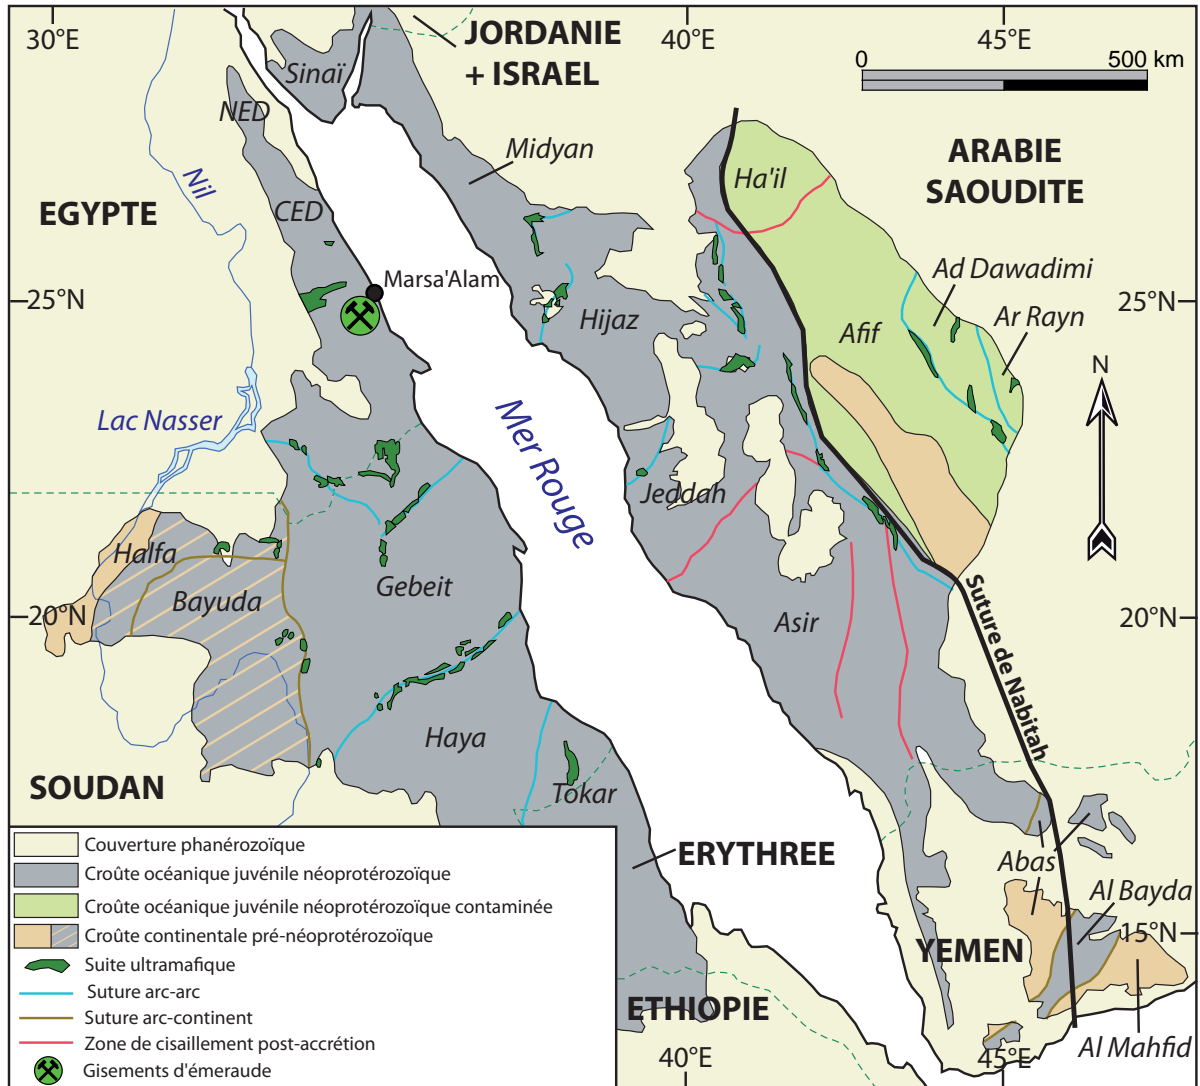 30°E
JORDANIE
+ ISRAEL
40°E
45°E
0
500 km
Sinaï
NED
Midyan
Ha'il
ARABIE
SAOUDITE
Nil
EGYPTE
CED
Marsa'Alam
Ad Dawadimi
25°N
25°N
Hijaz
Afif
Ar Rayn
N
Lac Nasser
Mer Rouge
Jeddah
Halfa
Bayuda
Gebeit
20°N
Asir
20°N
Suture de Nabitah
Haya
SOUDAN
Tokar
ERYTHREE
Abas
Al Bayda
15°N
YEMEN
ETHIOPIE
Al Mahfid
40°E
45°E
Couverture phanérozoïque
Croûte océanique juvénile néoprotérozoïque
Croûte océanique juvénile néoprotérozoïque contaminée
Croûte continentale pré-néoprotérozoïque
Suite ultramafique
Suture arc-arc
Suture arc-continent
Zone de cisaillement post-accrétion
Gisements d'émeraude